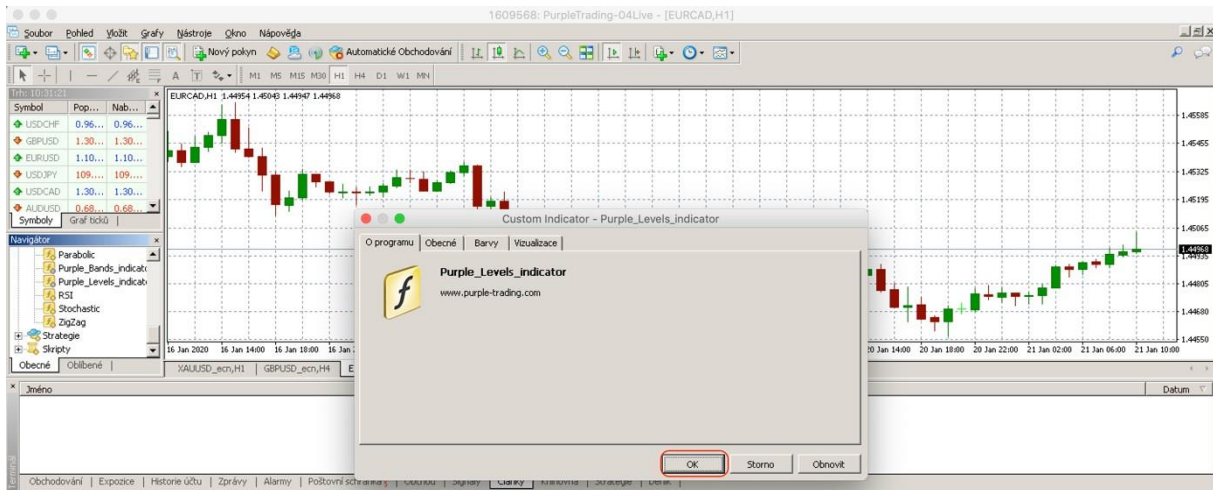 1609568: PurpleTrading-04Live - [EURCAD,H1]
Soubor Pohled Vložit Grafy Nástroje Okno Nápověda
Nový pokyn Automatické Obchodování
A T M1 M5 M15 M30 H1 H4 D1 W1 MN
Trh: 10:31:21
Symbol Pop... Nab...
USDCHF 0.96... 0.96...
GBPUSD 1.30... 1.30...
EURUSD 1.10... 1.10...
USDJPY 109.... 109....
USDCAD 1.30... 1.30...
AUDUSD 0.68... 0.68...
Symboly Graf ticků
EURCAD,H1 1.44954 1.45043 1.44947 1.44968
1.45585
1.45455
1.45325
1.45195
1.45065
1.44968
1.44935
1.44805
1.44680
1.44550
Navigátor
Parabolic
Purple_Bands_indicato
Purple_Levels_indicato
RSI
Stochastic
ZigZag
Strategie
Skripty
Obecné Oblíbené
Custom Indicator - Purple_Levels_indicator
O programu Obecné Barvy Vizualizace
Purple_Levels_indicator
www.purple-trading.com
OK Storno Obnovit
16 Jan 2020 16 Jan 14:00 16 Jan 18:00 16 Jan
20 Jan 14:00 20 Jan 18:00 20 Jan 22:00 21 Jan 02:00 21 Jan 06:00 21 Jan 10:00
XAUUSD_ecn,H1 GBPUSD_ecn,H4 E
Jméno Datum
Terminál
Obchodování Expozice Historie účtu Zprávy Alarmy Poštovní schránka Obchod Signály Články Knihovna Strategie Deník